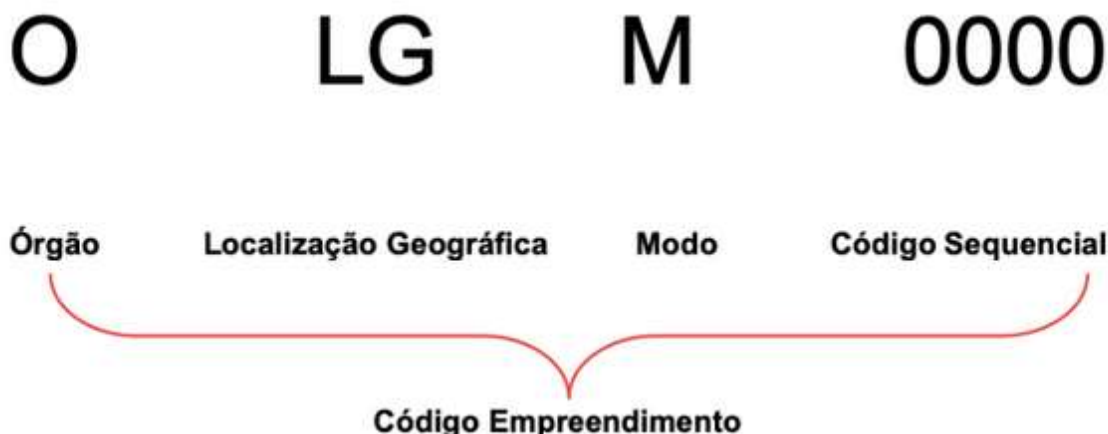 O LG M 0000
Órgão Localização Geográfica Modo Código Sequencial
Código Empreendimento